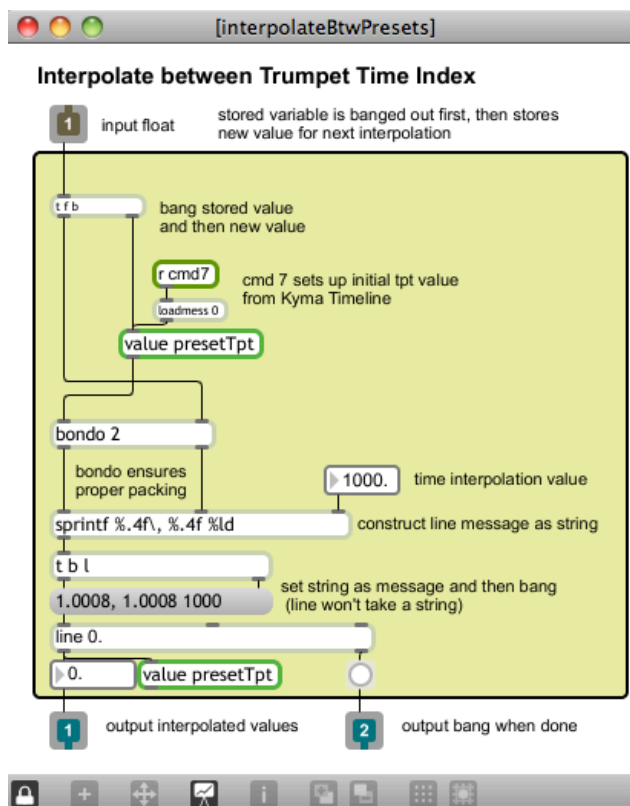 [interpolateBtwPresets]
Interpolate between Trumpet Time Index
1
input float
stored variable is banged out first, then stores
new value for next interpolation
t f b
bang stored value
and then new value
r cmd7
cmd 7 sets up initial tpt value
from Kyma Timeline
loadmess 0
value presetTpt
bondo 2
bondo ensures
proper packing
1000.
time interpolation value
sprintf %.4f\, %.4f %ld
construct line message as string
t b l
set string as message and then bang
(line won't take a string)
1.0008, 1.0008 1000
line 0.
0.
value presetTpt
1
output interpolated values
2
output bang when done